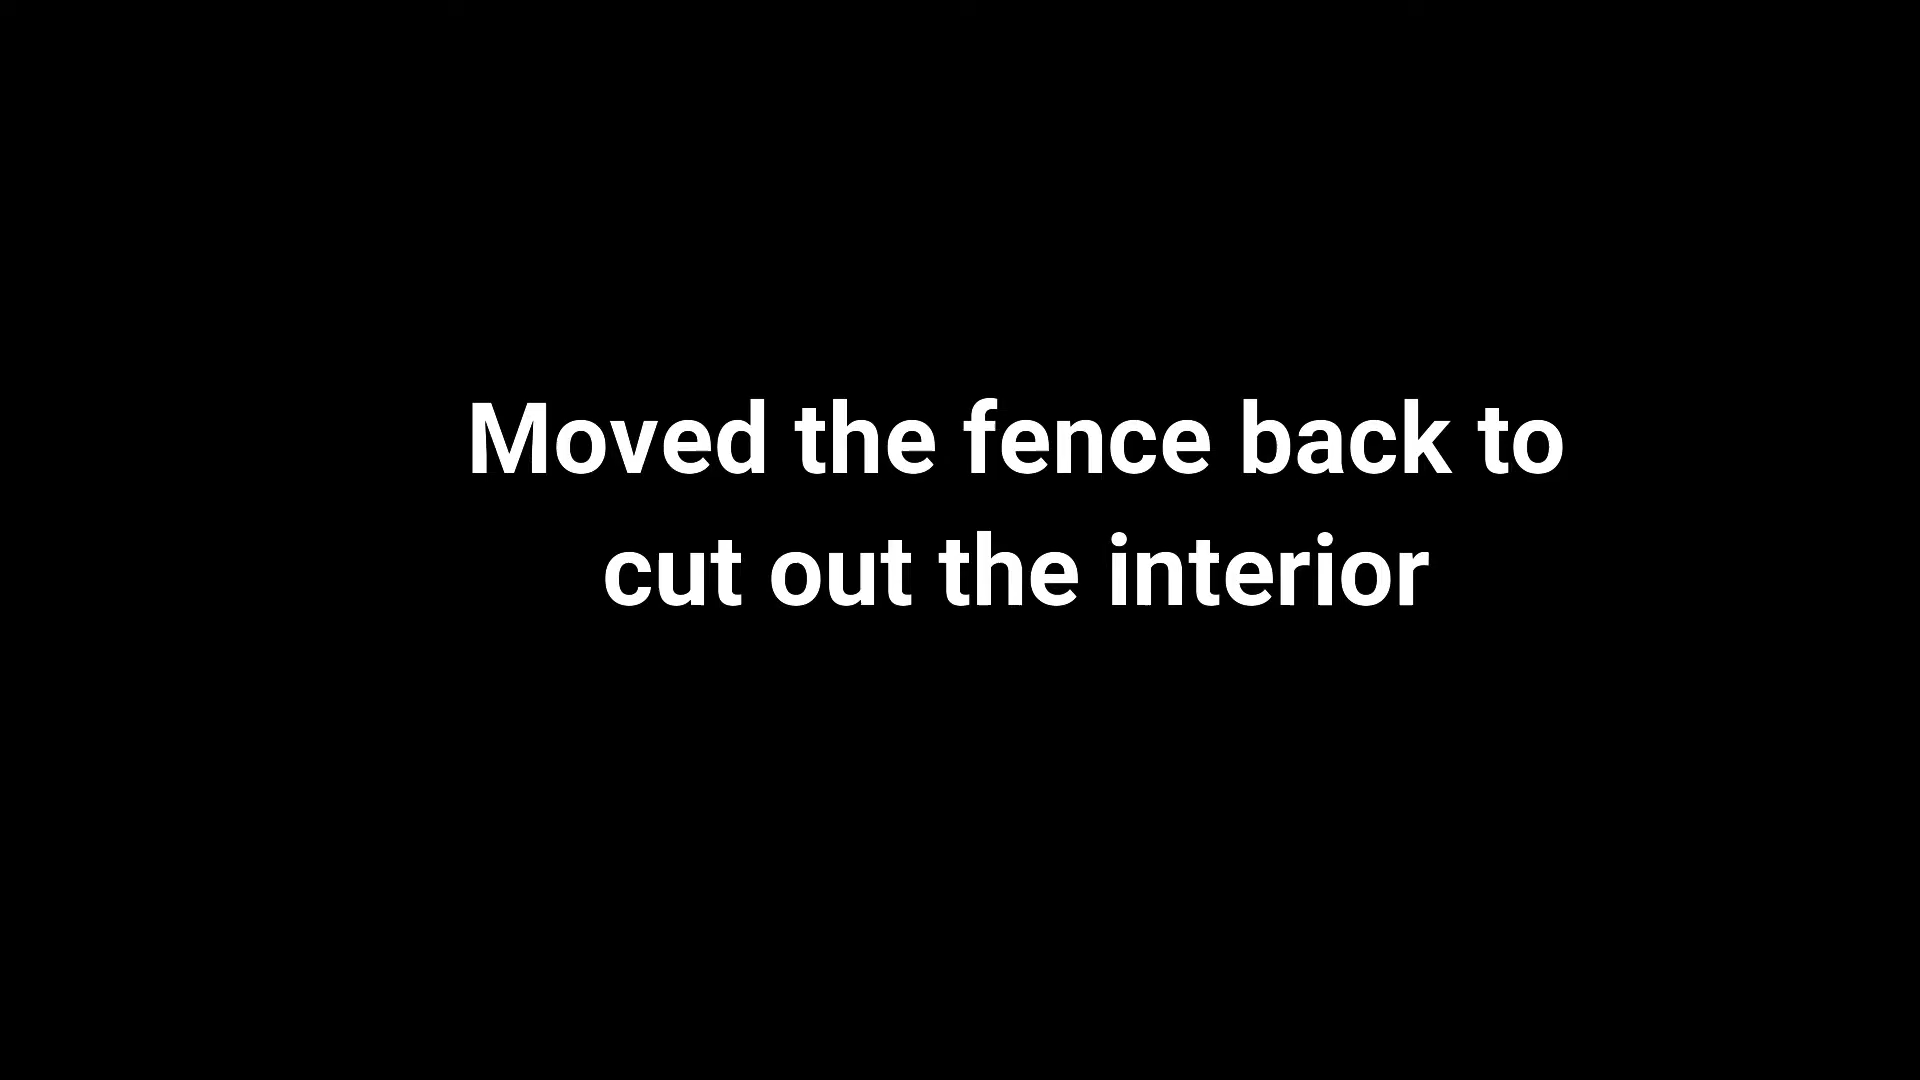 Moved the fence back to
cut out the interior